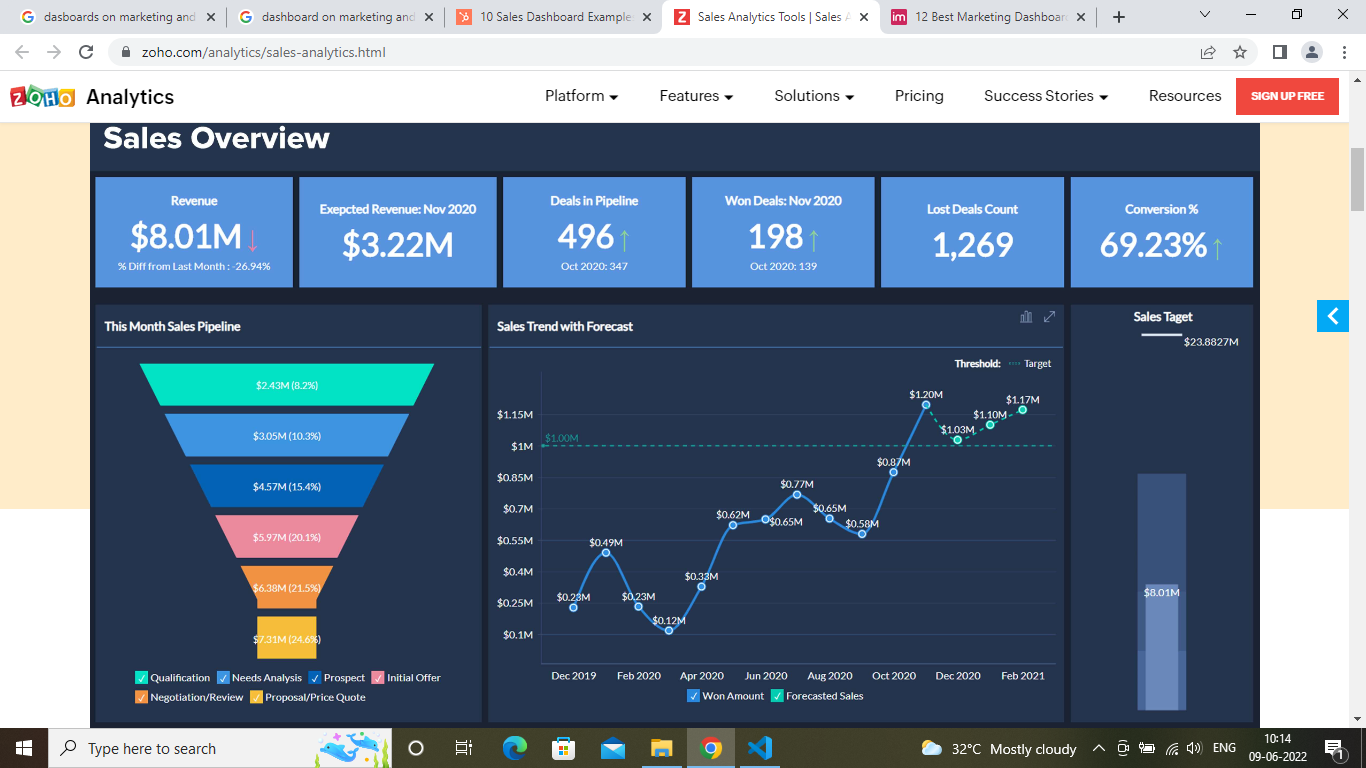 dasboards on marketing and
dashboard on marketing and
10 Sales Dashboard Example
Sales Analytics Tools | Sales A
12 Best Marketing Dashboar
zoho.com/analytics/sales-analytics.html
ZOHO Analytics
Platform
Features
Solutions
Pricing
Success Stories
Resources
SIGN UP FREE
Sales Overview
Revenue
$8.01M
% Diff from Last Month : -26.94%
Exepcted Revenue: Nov 2020
$3.22M
Deals in Pipeline
496
Oct 2020: 347
Won Deals: Nov 2020
198
Oct 2020: 139
Lost Deals Count
1,269
Conversion %
69.23%
This Month Sales Pipeline
$2.43M (8.2%)
$3.05M (10.3%)
$4.57M (15.4%)
$5.97M (20.1%)
$6.38M (21.5%)
$7.31M (24.6%)
Qualification Needs Analysis Prospect Initial Offer
Negotiation/Review Proposal/Price Quote
Sales Trend with Forecast
Threshold: Target
$1.20M
$1.17M
$1.15M
$1.10M
$1.03M
$1.00M
$1M
$0.87M
$0.85M
$0.77M
$0.7M
$0.62M
$0.65M
$0.65M
$0.58M
$0.55M
$0.49M
$0.4M
$0.33M
$0.25M
$0.23M
$0.23M
$0.12M
$0.1M
Dec 2019 Feb 2020 Apr 2020 Jun 2020 Aug 2020 Oct 2020 Dec 2020 Feb 2021
Won Amount Forecasted Sales
Sales Taget
$23.8827M
$8.01M
Type here to search
32°C Mostly cloudy
ENG
10:14
09-06-2022
1